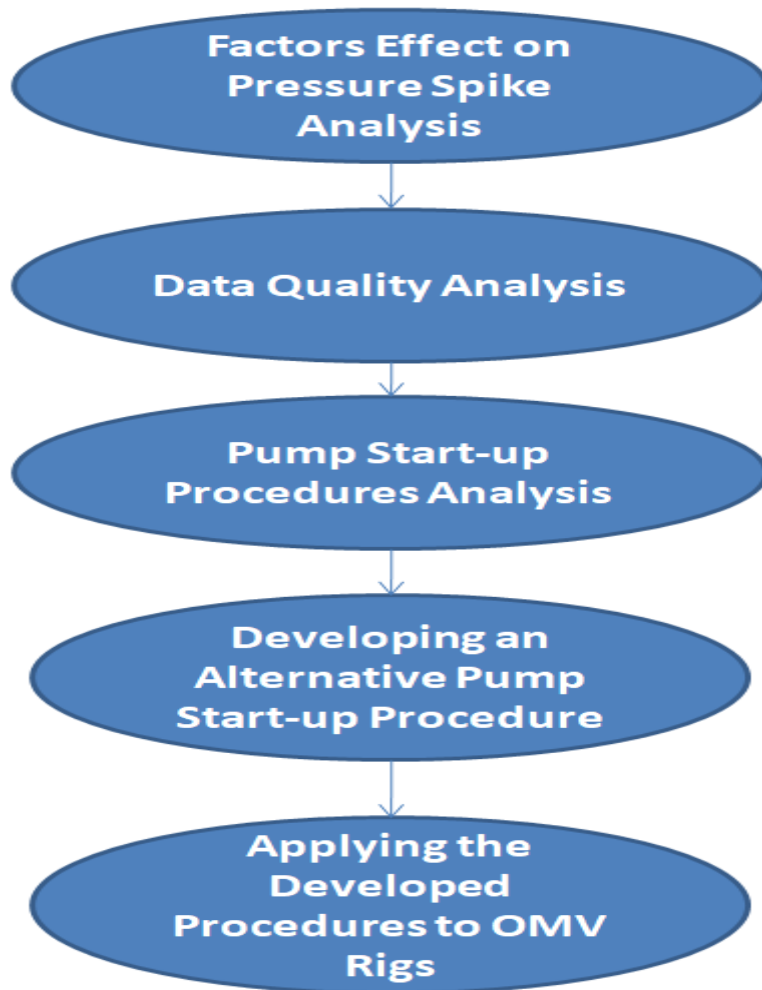 Factors Effect on
Pressure Spike
Analysis
Data Quality Analysis
Pump Start-up
Procedures Analysis
Developing an
Alternative Pump
Start-up Procedure
Applying the
Developed
Procedures to OMV
Rigs